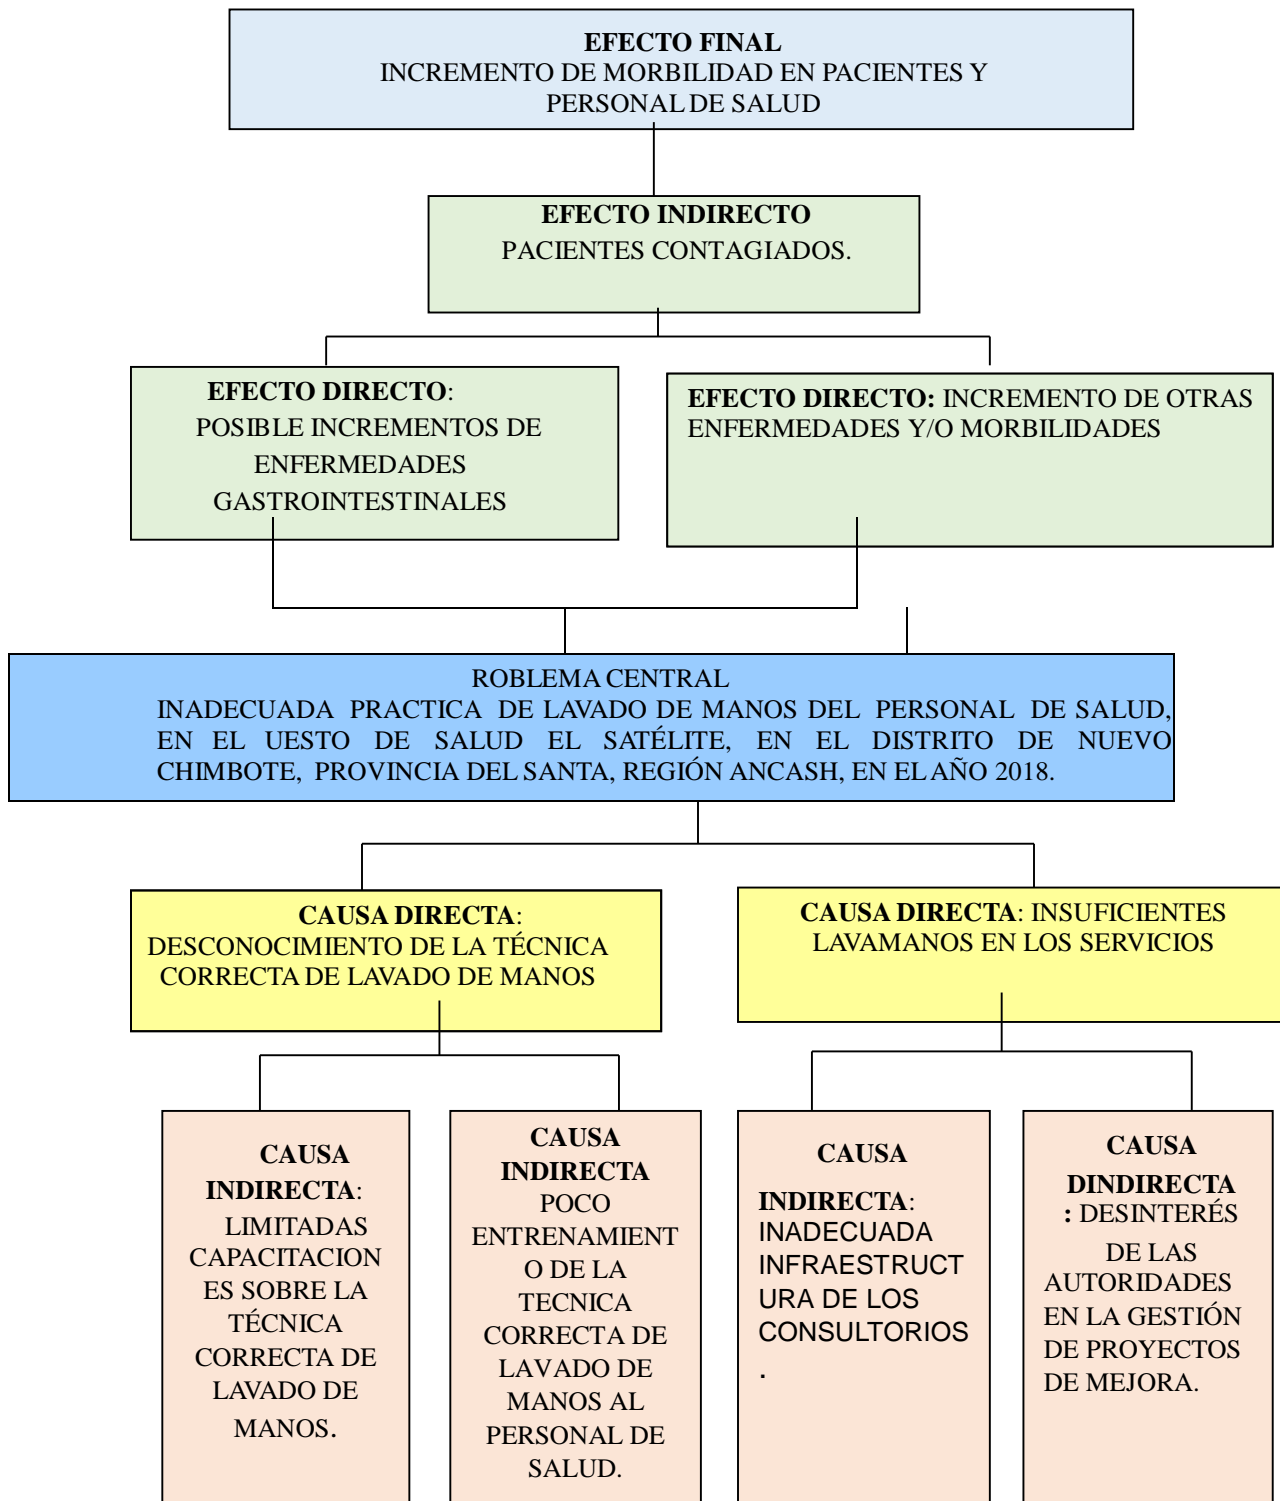 EFECTO FINAL
INCREMENTO DE MORBILIDAD EN PACIENTES Y
PERSONAL DE SALUD
EFECTO INDIRECTO
PACIENTES CONTAGIADOS.
EFECTO DIRECTO:
POSIBLE INCREMENTOS DE
ENFERMEDADES
GASTROINTESTINALES
EFECTO DIRECTO: INCREMENTO DE OTRAS
ENFERMEDADES Y/O MORBILIDADES
ROBLEMA CENTRAL
INADECUADA PRACTICA DE LAVADO DE MANOS DEL PERSONAL DE SALUD,
EN EL UESTO DE SALUD EL SATÉLITE, EN EL DISTRITO DE NUEVO
CHIMBOTE, PROVINCIA DEL SANTA, REGIÓN ANCASH, EN EL AÑO 2018.
CAUSA DIRECTA:
DESCONOCIMIENTO DE LA TÉCNICA
CORRECTA DE LAVADO DE MANOS
CAUSA DIRECTA: INSUFICIENTES
LAVAMANOS EN LOS SERVICIOS
CAUSA
INDIRECTA:
LIMITADAS
CAPACITACION
ES SOBRE LA
TÉCNICA
CORRECTA DE
LAVADO DE
MANOS.
CAUSA
INDIRECTA
POCO
ENTRENAMIENT
O DE LA
TECNICA
CORRECTA DE
LAVADO DE
MANOS AL
PERSONAL DE
SALUD.
CAUSA
INDIRECTA:
INADECUADA
INFRAESTRUCT
URA DE LOS
CONSULTORIOS
.
CAUSA
DINDIRECTA
: DESINTERÉS
DE LAS
AUTORIDADES
EN LA GESTIÓN
DE PROYECTOS
DE MEJORA.